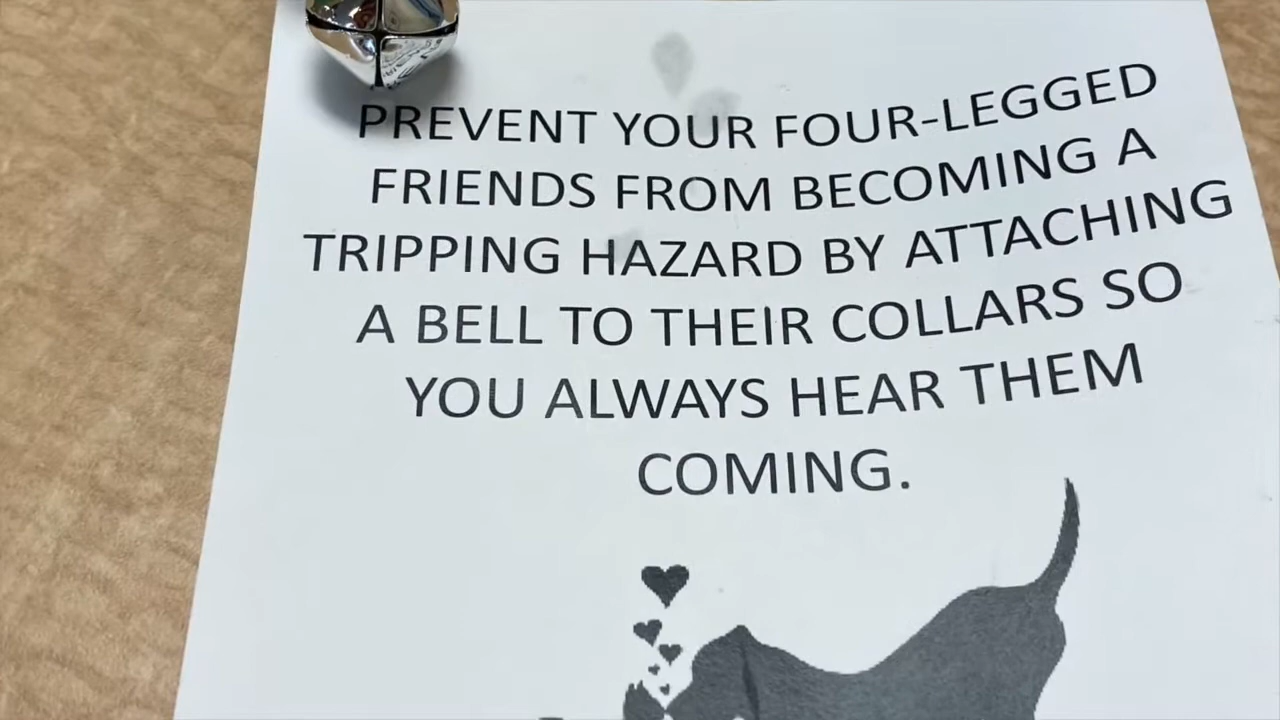 PREVENT YOUR FOUR-LEGGED
FRIENDS FROM BECOMING A
TRIPPING HAZARD BY ATTACHING
A BELL TO THEIR COLLARS SO
YOU ALWAYS HEAR THEM
COMING.